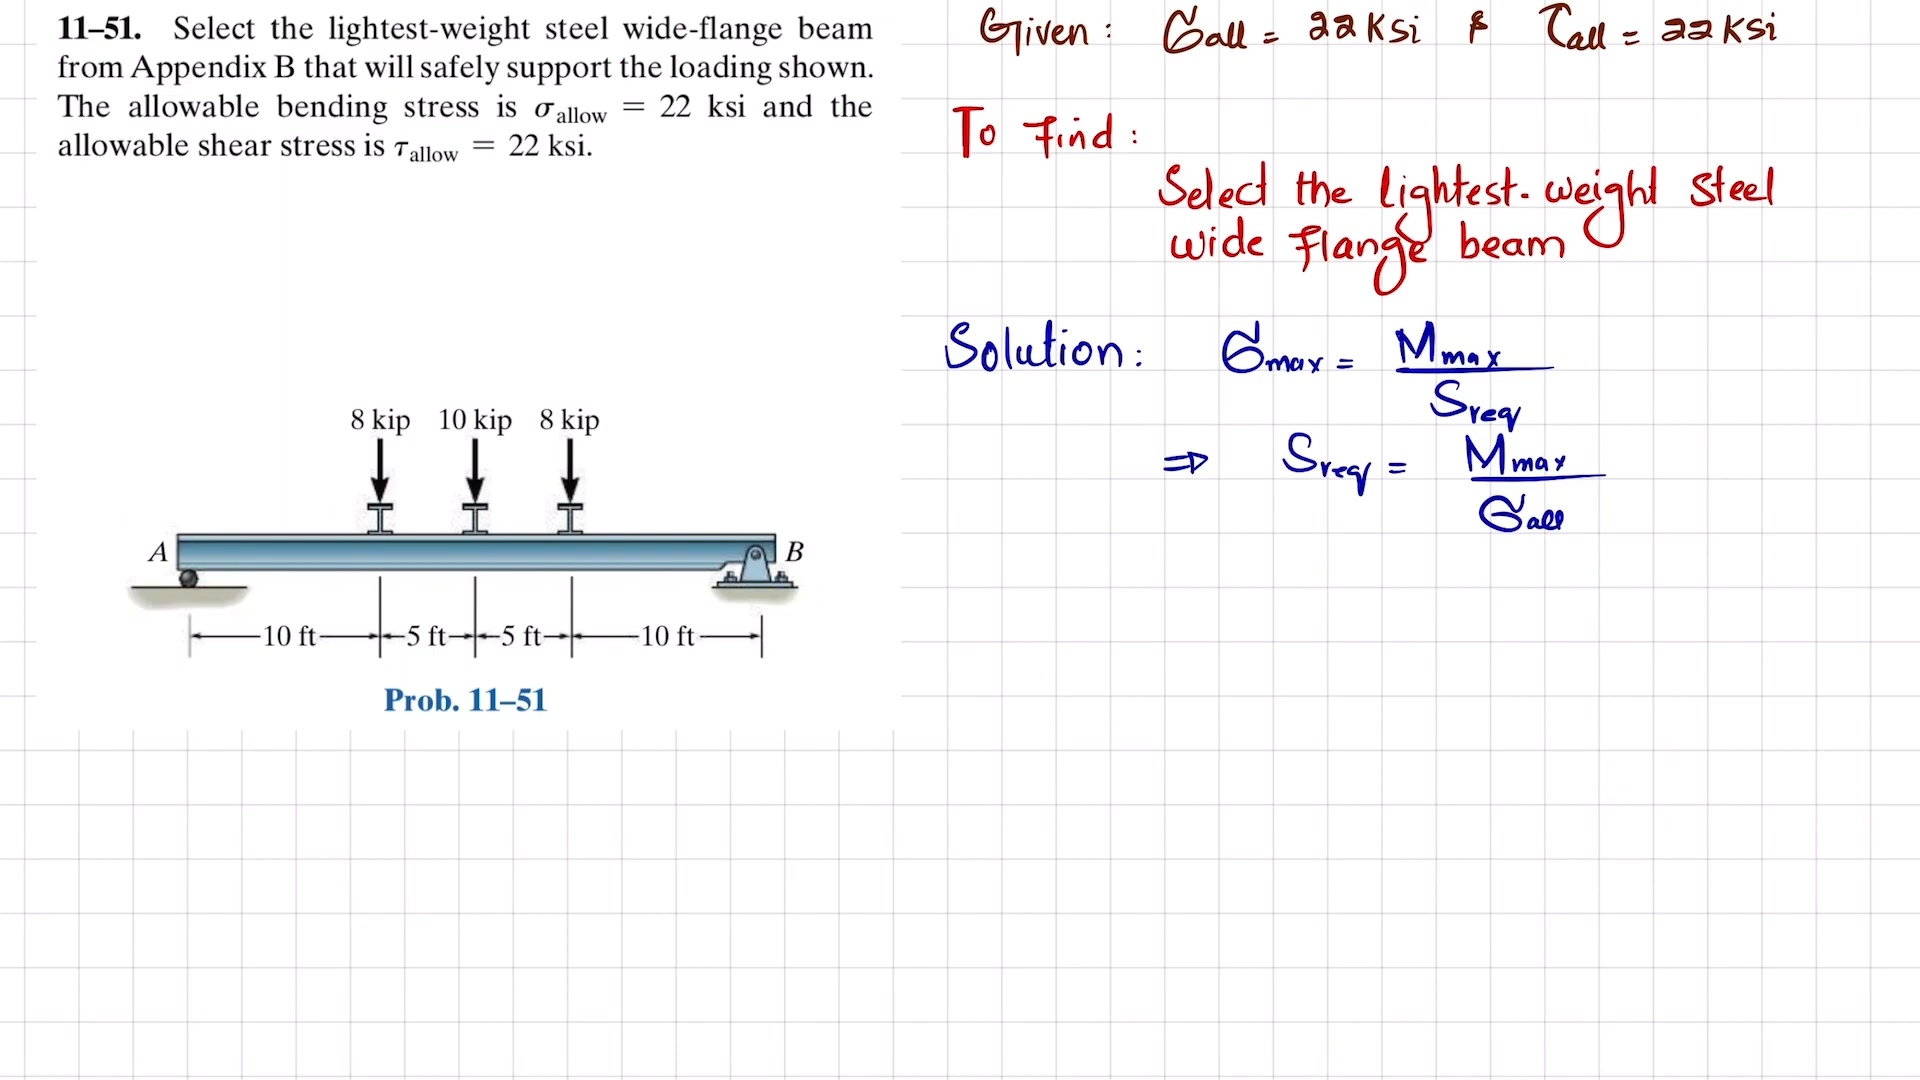 11–51. Select the lightest-weight steel wide-flange beam
from Appendix B that will safely support the loading shown.
The allowable bending stress is σallow = 22 ksi and the
allowable shear stress is τallow = 22 ksi.
8 kip 10 kip 8 kip
A B
10 ft 5 ft 5 ft 10 ft
Prob. 11–51
Given: σall = 22 ksi & τall = 22 ksi
To Find:
Select the lightest-weight steel
wide flange beam
Solution: σmax = Mmax / Sreq
⇒ Sreq = Mmax / σall